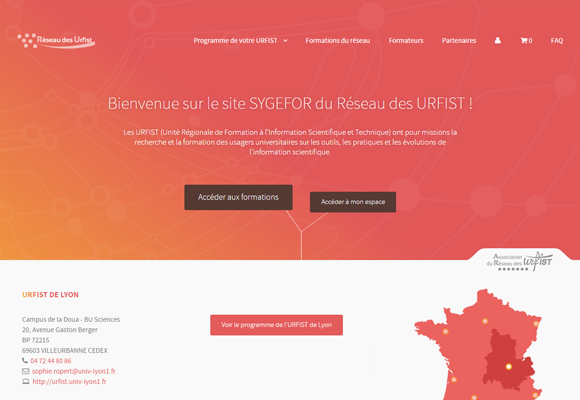 Réseau des Urfist
Programme de votre URFIST
Formations du réseau
Formateurs
Partenaires
0
FAQ
Bienvenue sur le site SYGEFOR du Réseau des URFIST !
Les URFIST (Unité Régionale de Formation à l'Information Scientifique et Technique) ont pour missions la
recherche et la formation des usagers universitaires sur les outils, les pratiques et les évolutions de
l'information scientifique.
Accéder aux formations
Accéder à mon espace
Association
du Réseau des urfist
URFIST DE LYON
Campus de la Doua - BU Sciences
20, Avenue Gaston Berger
BP 72215
69603 VILLEURBANNE CEDEX
04 72 44 80 86
sophie.ropert@univ-lyon1.fr
http://urfist.univ-lyon1.fr
Voir le programme de l'URFIST de Lyon